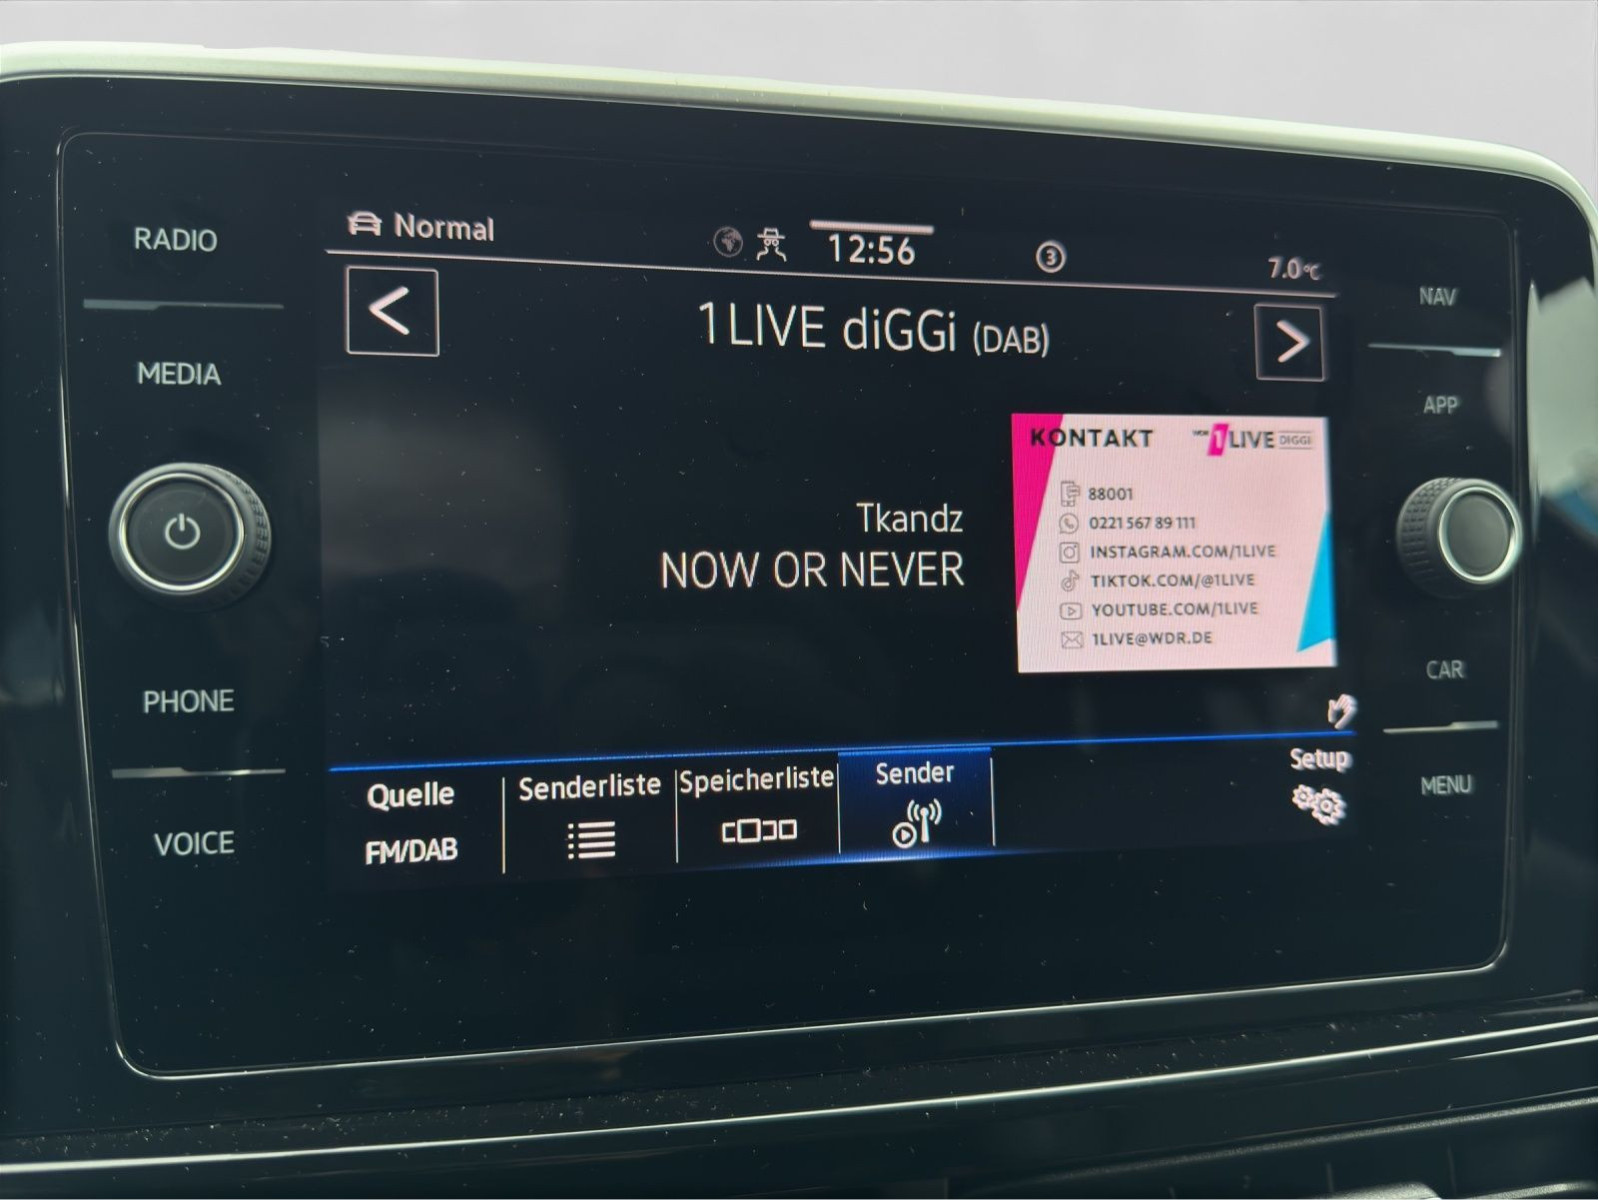 RADIO
MEDIA
PHONE
VOICE
Normal
12:56
3
7.0°C
1LIVE diGGi (DAB)
Tkandz
NOW OR NEVER
KONTAKT
WDR 1LIVE DIGGI
88001
0221 567 89 111
INSTAGRAM.COM/1LIVE
TIKTOK.COM/@1LIVE
YOUTUBE.COM/1LIVE
1LIVE@WDR.DE
Quelle
FM/DAB
Senderliste
Speicherliste
Sender
Setup
NAV
APP
CAR
MENU